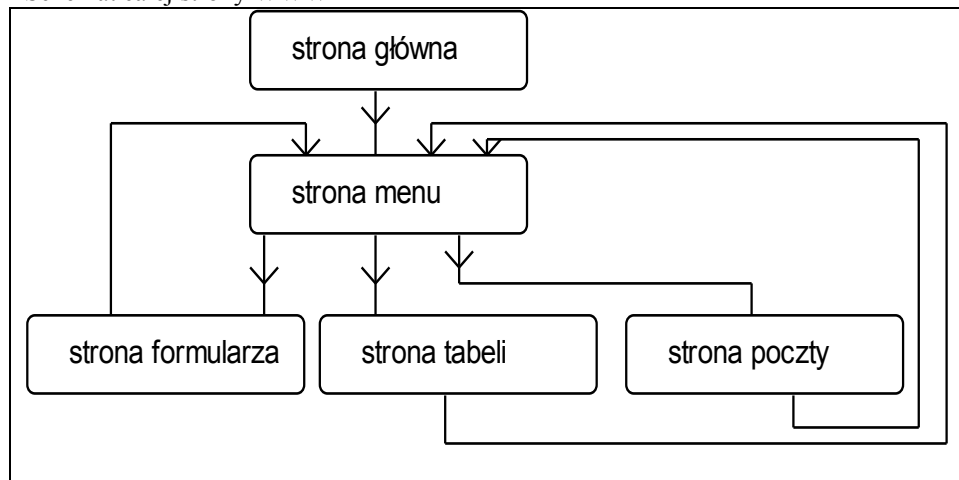 strona główna
strona menu
strona formularza
strona tabeli
strona poczty